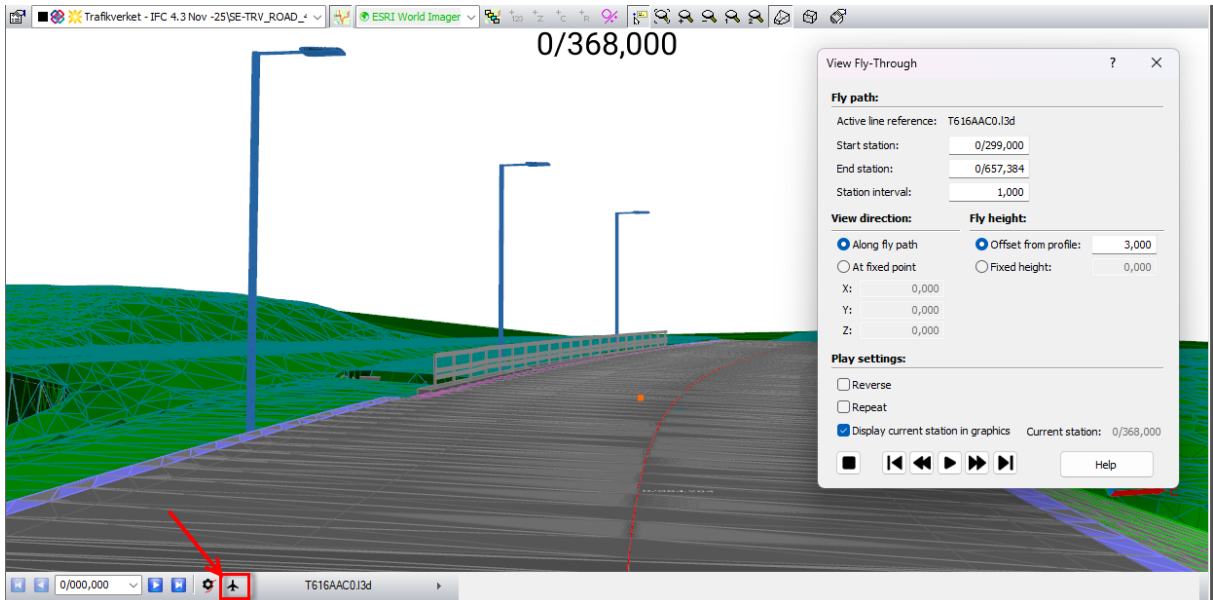 Trafikverket - IFC 4.3 Nov -25\SE-TRV_ROAD_
ESRI World Imager
123 z c R
0/368,000
View Fly-Through ?
Fly path:
Active line reference: T616AAC0.l3d
Start station: 0/299,000
End station: 0/657,384
Station interval: 1,000
View direction: Fly height:
Along fly path Offset from profile: 3,000
At fixed point Fixed height: 0,000
X: 0,000
Y: 0,000
Z: 0,000
Play settings:
Reverse
Repeat
Display current station in graphics Current station: 0/368,000
Help
0/000,000 T616AAC0.l3d